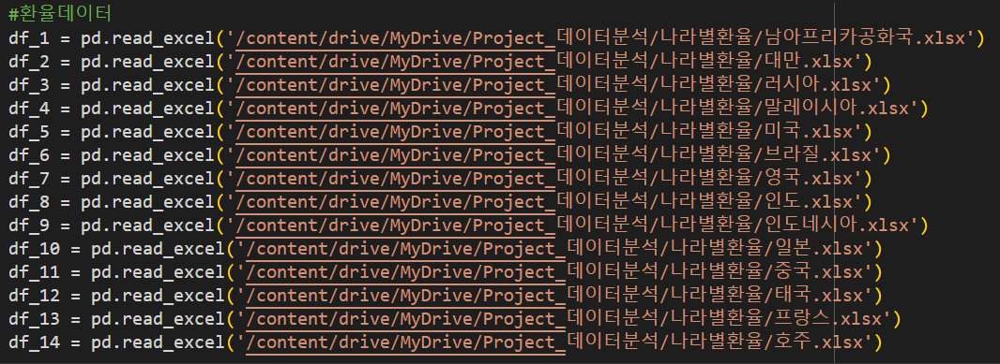 #환율데이터
df_1 = pd.read_excel('/content/drive/MyDrive/Project_데이터분석/나라별환율/남아프리카공화국.xlsx')
df_2 = pd.read_excel('/content/drive/MyDrive/Project_데이터분석/나라별환율/대만.xlsx')
df_3 = pd.read_excel('/content/drive/MyDrive/Project_데이터분석/나라별환율/러시아.xlsx')
df_4 = pd.read_excel('/content/drive/MyDrive/Project_데이터분석/나라별환율/말레이시아.xlsx')
df_5 = pd.read_excel('/content/drive/MyDrive/Project_데이터분석/나라별환율/미국.xlsx')
df_6 = pd.read_excel('/content/drive/MyDrive/Project_데이터분석/나라별환율/브라질.xlsx')
df_7 = pd.read_excel('/content/drive/MyDrive/Project_데이터분석/나라별환율/영국.xlsx')
df_8 = pd.read_excel('/content/drive/MyDrive/Project_데이터분석/나라별환율/인도.xlsx')
df_9 = pd.read_excel('/content/drive/MyDrive/Project_데이터분석/나라별환율/인도네시아.xlsx')
df_10 = pd.read_excel('/content/drive/MyDrive/Project_데이터분석/나라별환율/일본.xlsx')
df_11 = pd.read_excel('/content/drive/MyDrive/Project_데이터분석/나라별환율/중국.xlsx')
df_12 = pd.read_excel('/content/drive/MyDrive/Project_데이터분석/나라별환율/태국.xlsx')
df_13 = pd.read_excel('/content/drive/MyDrive/Project_데이터분석/나라별환율/프랑스.xlsx')
df_14 = pd.read_excel('/content/drive/MyDrive/Project_데이터분석/나라별환율/호주.xlsx')